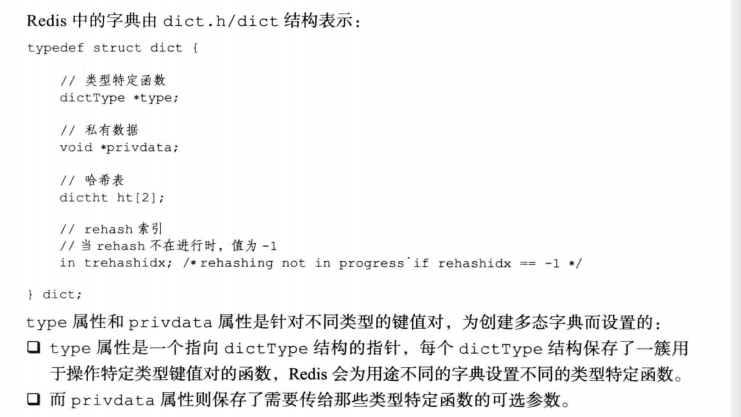 Redis 中的字典由 dict.h/dict 结构表示：
typedef struct dict {
// 类型特定函数
dictType *type;
// 私有数据
void *privdata;
// 哈希表
dictht ht[2];
// rehash 索引
// 当 rehash 不在进行时，值为 -1
in trehashidx; /* rehashing not in progress if rehashidx == -1 */
} dict;
type 属性和 privdata 属性是针对不同类型的键值对，为创建多态字典而设置的：
❑ type 属性是一个指向 dictType 结构的指针，每个 dictType 结构保存了一簇用
于操作特定类型键值对的函数，Redis 会为用途不同的字典设置不同的类型特定函数。
❑ 而 privdata 属性则保存了需要传给那些类型特定函数的可选参数。